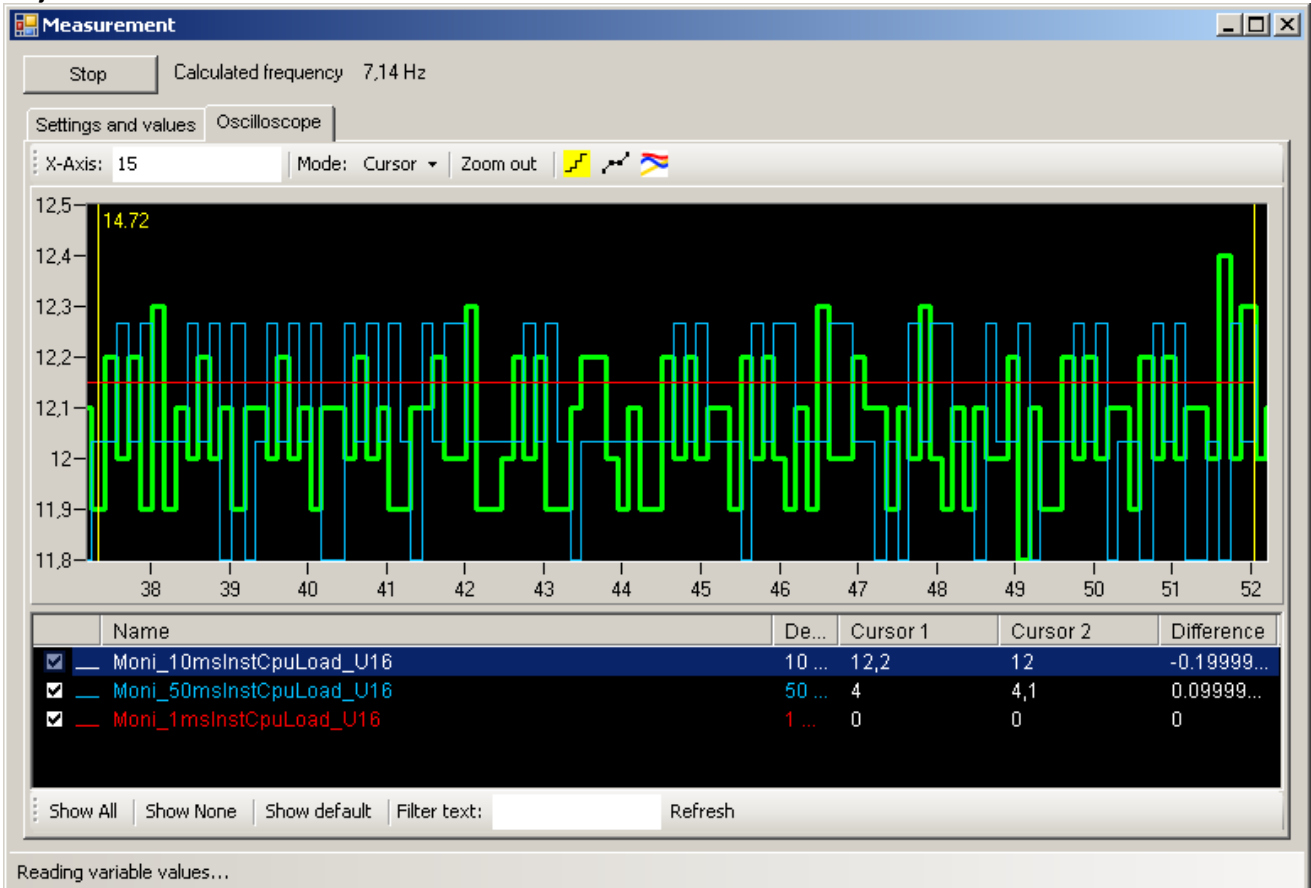 Measurement
Stop Calculated frequency 7,14 Hz
Settings and values Oscilloscope
X-Axis: 15 Mode: Cursor Zoom out
14.72
12,5
12,4
12,3
12,2
12,1
12
11,9
11,8
38 39 40 41 42 43 44 45 46 47 48 49 50 51 52
Name De... Cursor 1 Cursor 2 Difference
Moni_10msInstCpuLoad_U16 10 ... 12,2 12 -0.19999...
Moni_50msInstCpuLoad_U16 50 ... 4 4,1 0.09999...
Moni_1msInstCpuLoad_U16 1 ... 0 0 0
Show All Show None Show default Filter text: Refresh
Reading variable values...